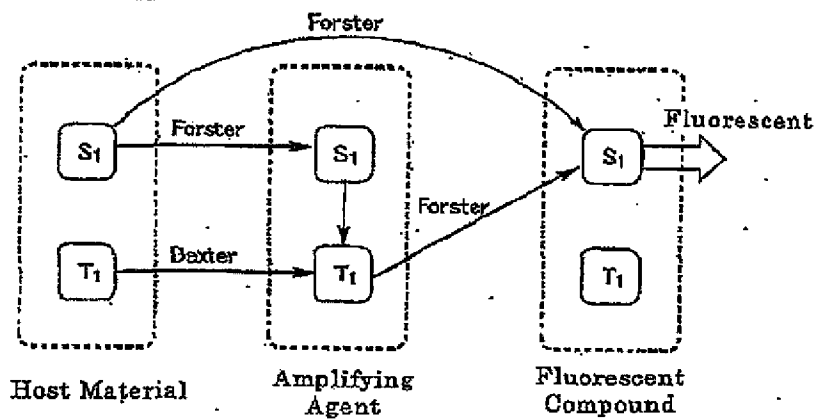 Forster
Fluorescent
S1
Forster
S1
S1
Forster
T1
Dexter
T1
T1
Host Material
Amplifying
Agent
Fluorescent
Compound